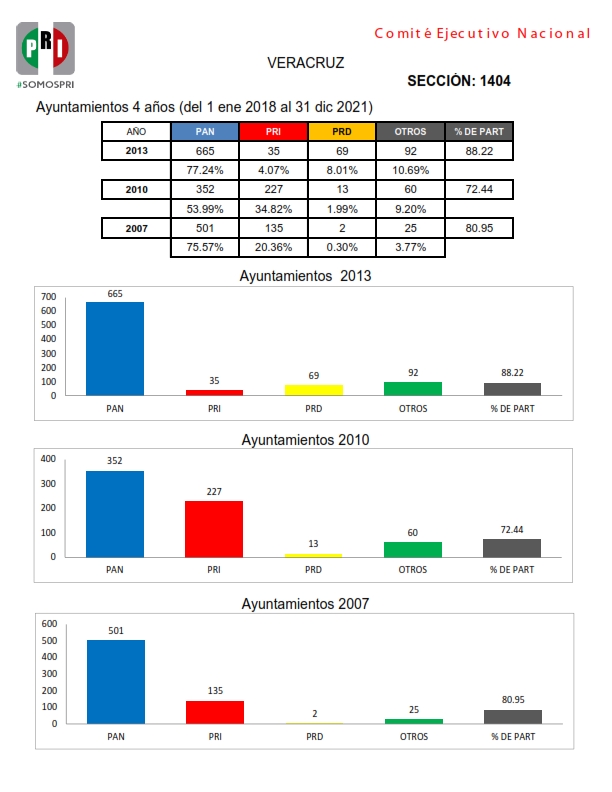 Comité Ejecutivo Nacional
PRI
#SOMOSPRI
VERACRUZ
SECCIÓN: 1404
Ayuntamientos 4 años (del 1 ene 2018 al 31 dic 2021)
AÑO PAN PRI PRD OTROS % DE PART
2013 665 35 69 92 88.22
77.24% 4.07% 8.01% 10.69%
2010 352 227 13 60 72.44
53.99% 34.82% 1.99% 9.20%
2007 501 135 2 25 80.95
75.57% 20.36% 0.30% 3.77%
Ayuntamientos 2013
700
600
500
400
300
200
100
0
665 35 69 92 88.22
PAN PRI PRD OTROS % DE PART
Ayuntamientos 2010
400
300
200
100
0
352 227 13 60 72.44
PAN PRI PRD OTROS % DE PART
Ayuntamientos 2007
600
500
400
300
200
100
0
501 135 2 25 80.95
PAN PRI PRD OTROS % DE PART